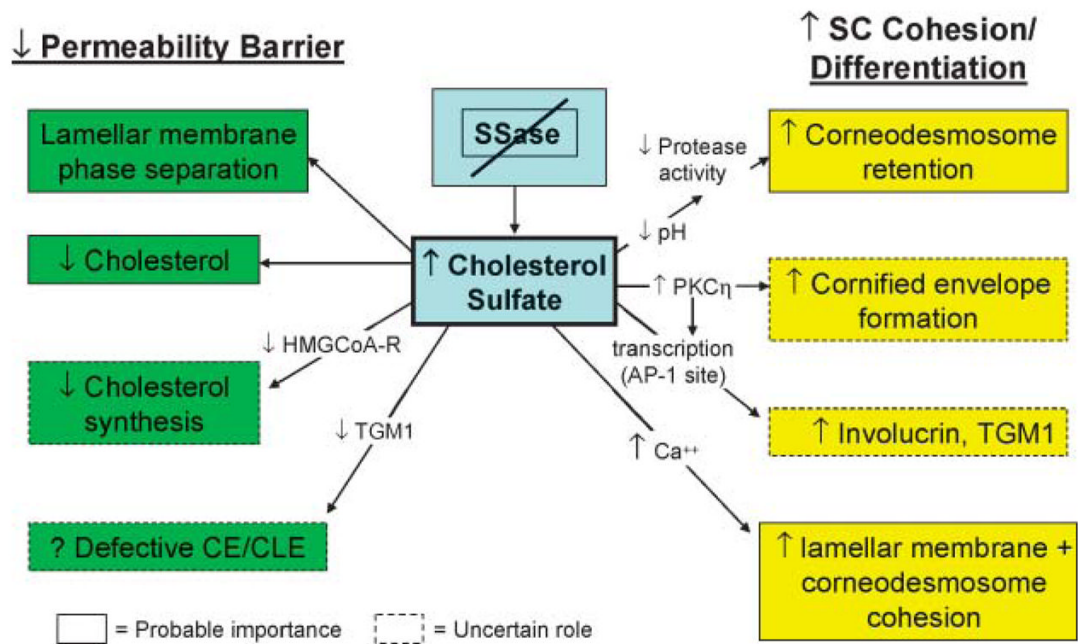 ↓ Permeability Barrier
↑ SC Cohesion/
Differentiation
Lamellar membrane
phase separation
SSase
↓ Protease
activity
↑ Corneodesmosome
retention
↓ pH
↓ Cholesterol
↑ Cholesterol
Sulfate
↑ PKCη
↑ Cornified envelope
formation
↓ HMGCoA-R
transcription
(AP-1 site)
↓ Cholesterol
synthesis
↓ TGM1
↑ Involucrin, TGM1
↑ Ca++
? Defective CE/CLE
↑ lamellar membrane +
corneodesmosome
cohesion
= Probable importance
= Uncertain role